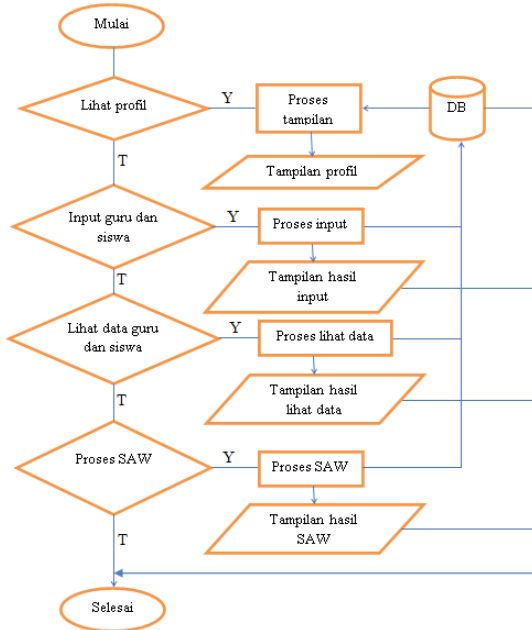 Mulai
Lihat profil
Y
Proses
tampilan
DB
T
Tampilan profil
Input guru dan
siswa
Y
Proses input
T
Tampilan hasil
input
Lihat data guru
dan siswa
Y
Proses lihat data
T
Tampilan hasil
lihat data
Proses SAW
Y
Proses SAW
T
Tampilan hasil
SAW
Selesai